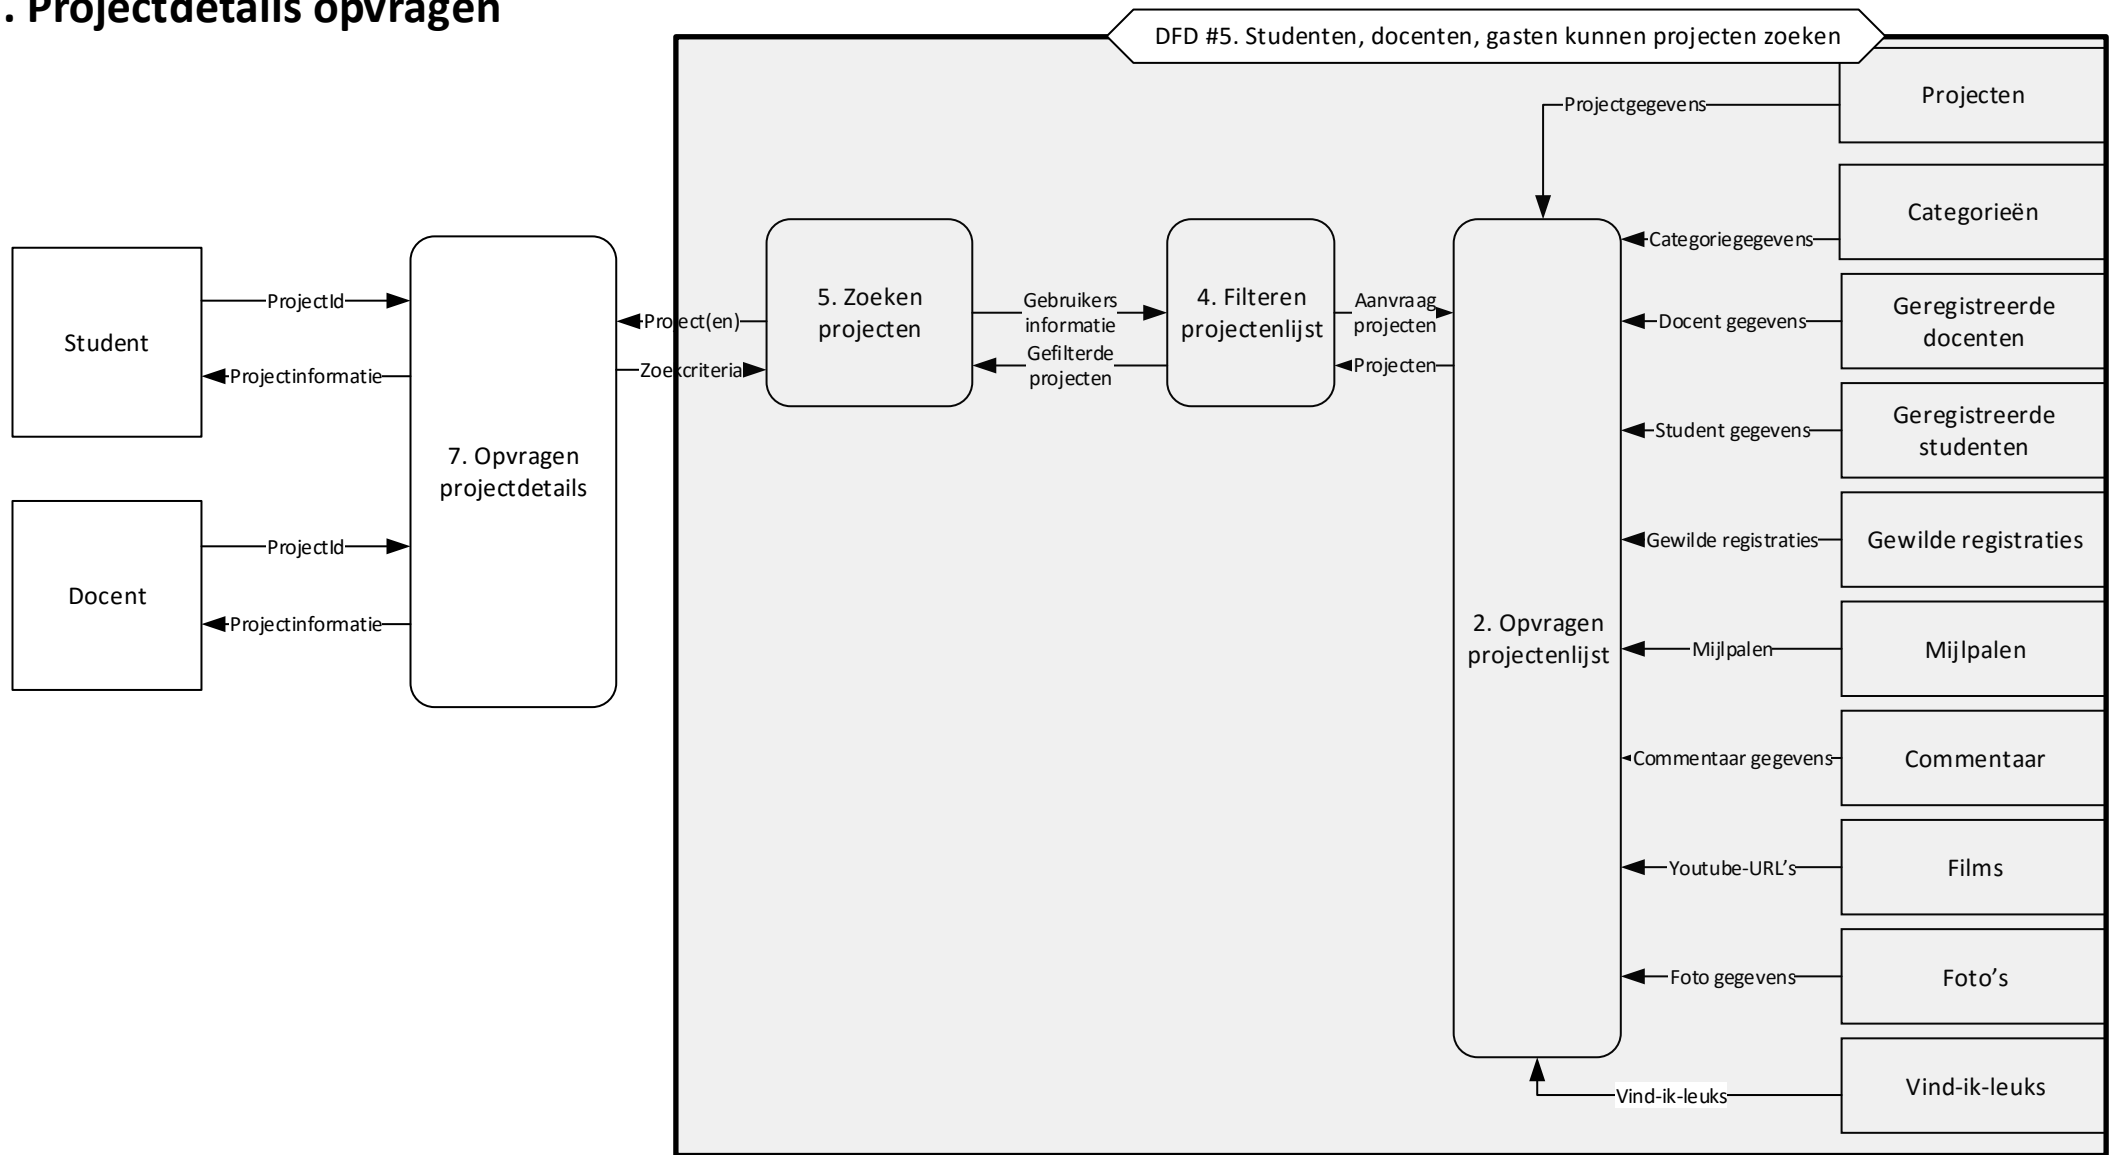 . Projectdetails opvragen
DFD #5. Studenten, docenten, gasten kunnen projecten zoeken
Projecten
Projectgegevens
Categorieën
Categoriegegevens
Student
ProjectId
Projectinformatie
7. Opvragen
projectdetails
Project(en)
Zoekcriteria
5. Zoeken
projecten
Gebruikers
informatie
Gefilterde
projecten
4. Filteren
projectenlijst
Aanvraag
projecten
Projecten
2. Opvragen
projectenlijst
Docent gegevens
Geregistreerde
docenten
Student gegevens
Geregistreerde
studenten
Docent
ProjectId
Projectinformatie
Gewilde registraties
Gewilde registraties
Mijlpalen
Mijlpalen
Commentaar gegevens
Commentaar
Youtube-URL’s
Films
Foto gegevens
Foto’s
Vind-ik-leuks
Vind-ik-leuks